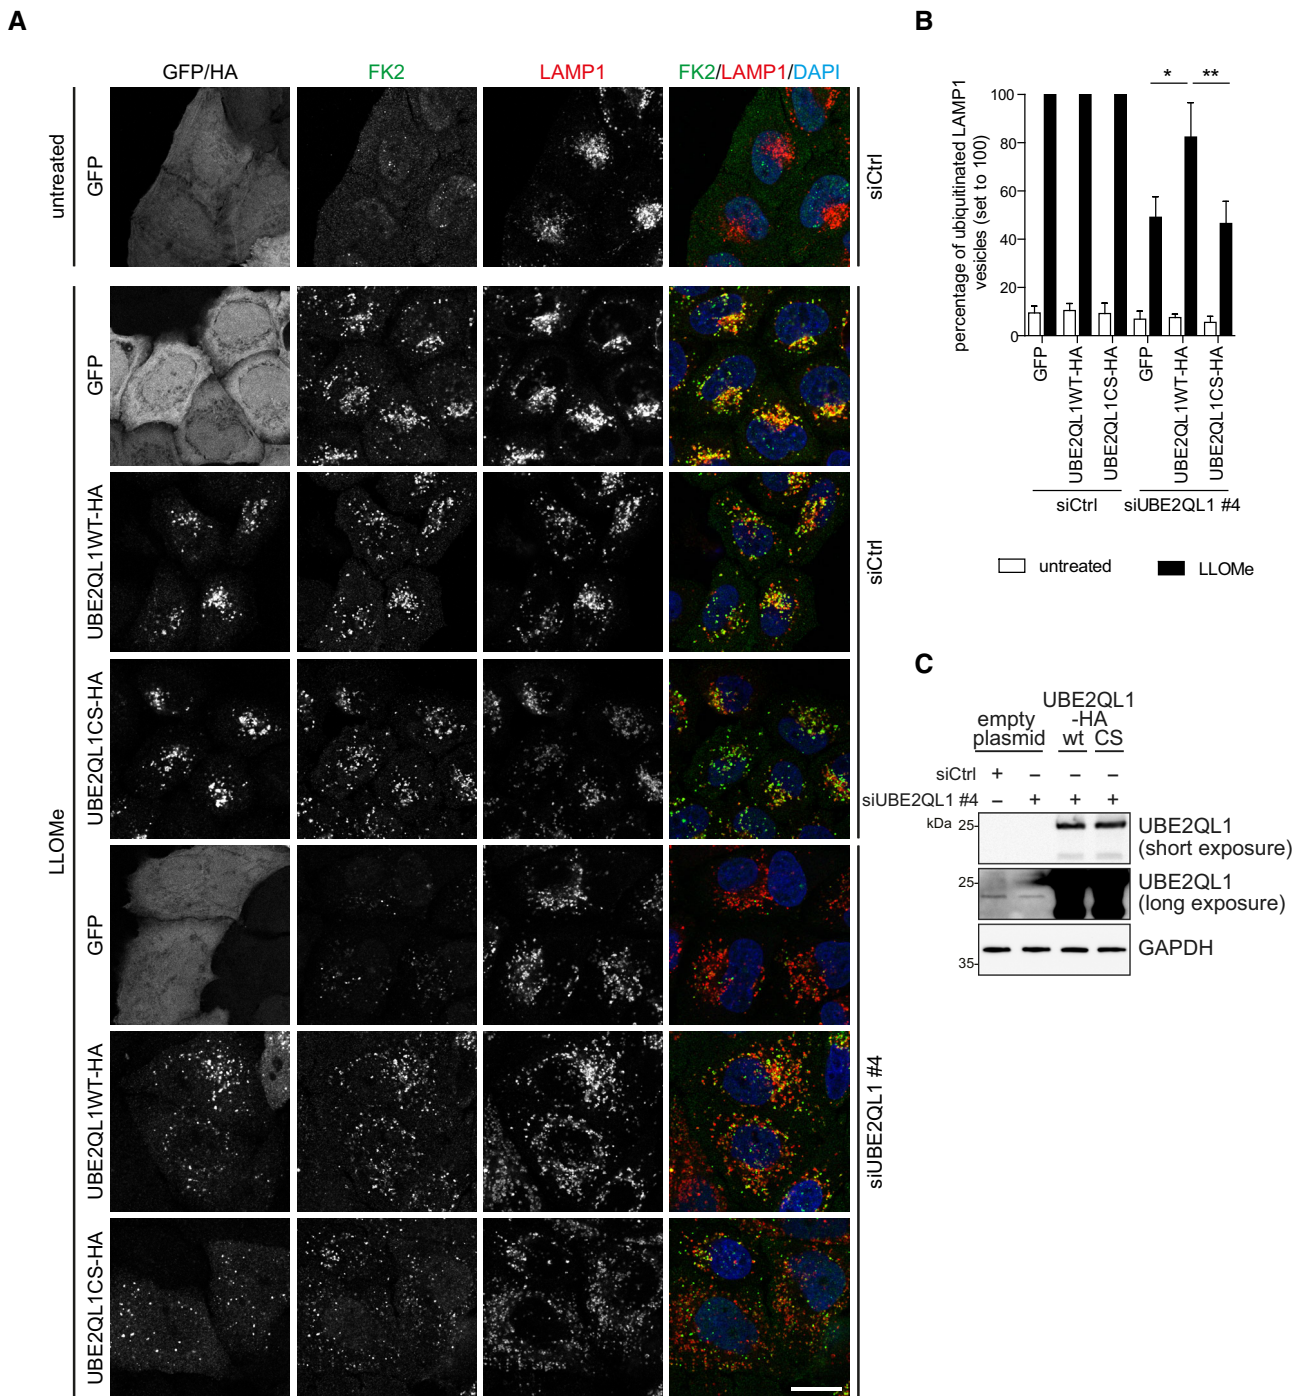 A
GFP/HA
FK2
LAMP1
FK2/LAMP1/DAPI
untreated
GFP
siCtrl
LLOMe
GFP
UBE2QL1WT-HA
UBE2QL1CS-HA
siCtrl
GFP
UBE2QL1WT-HA
UBE2QL1CS-HA
siUBE2QL1 #4
B
* **
percentage of ubiquitinated LAMP1
vesicles (set to 100)
100
80
60
40
20
0
GFP
UBE2QL1WT-HA
UBE2QL1CS-HA
GFP
UBE2QL1WT-HA
UBE2QL1CS-HA
siCtrl
siUBE2QL1 #4
untreated
LLOMe
C
UBE2QL1
-HA
empty
plasmid
wt CS
siCtrl + – – –
siUBE2QL1 #4 – + + +
kDa 25-
UBE2QL1
(short exposure)
25-
UBE2QL1
(long exposure)
GAPDH
35-